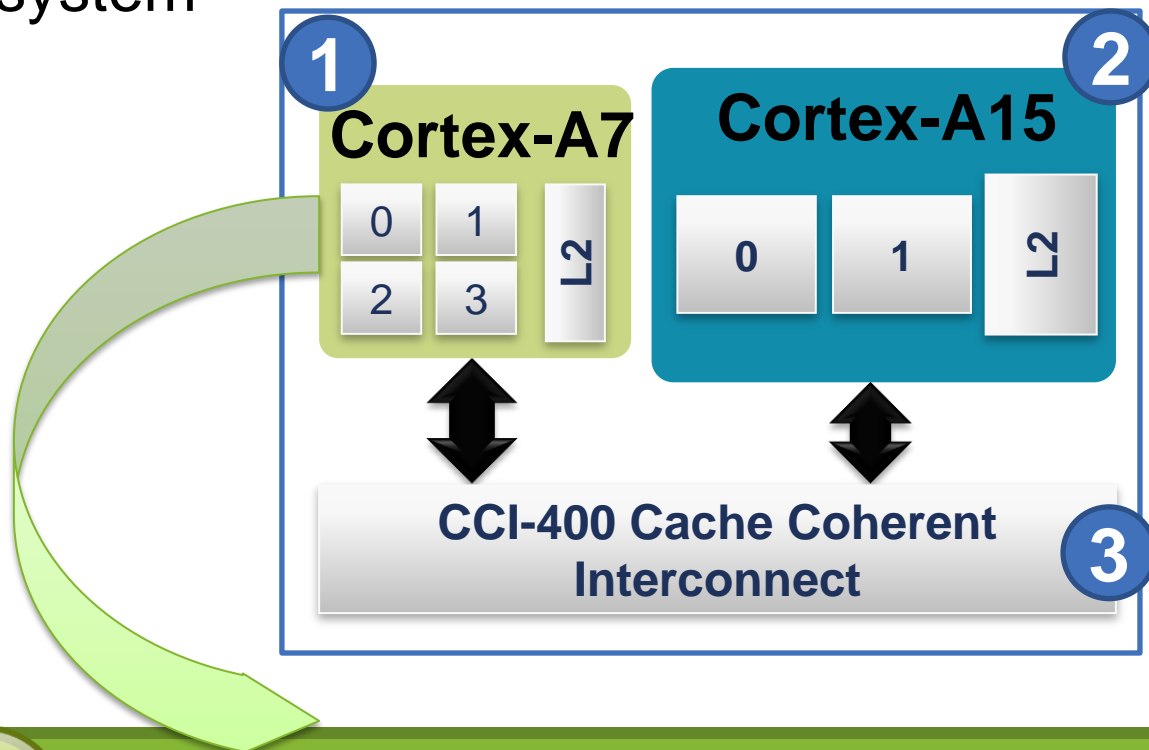 system
1
2
Cortex-A7
Cortex-A15
0 1
L2
2 3
0 1
L2
CCI-400 Cache Coherent
Interconnect
3